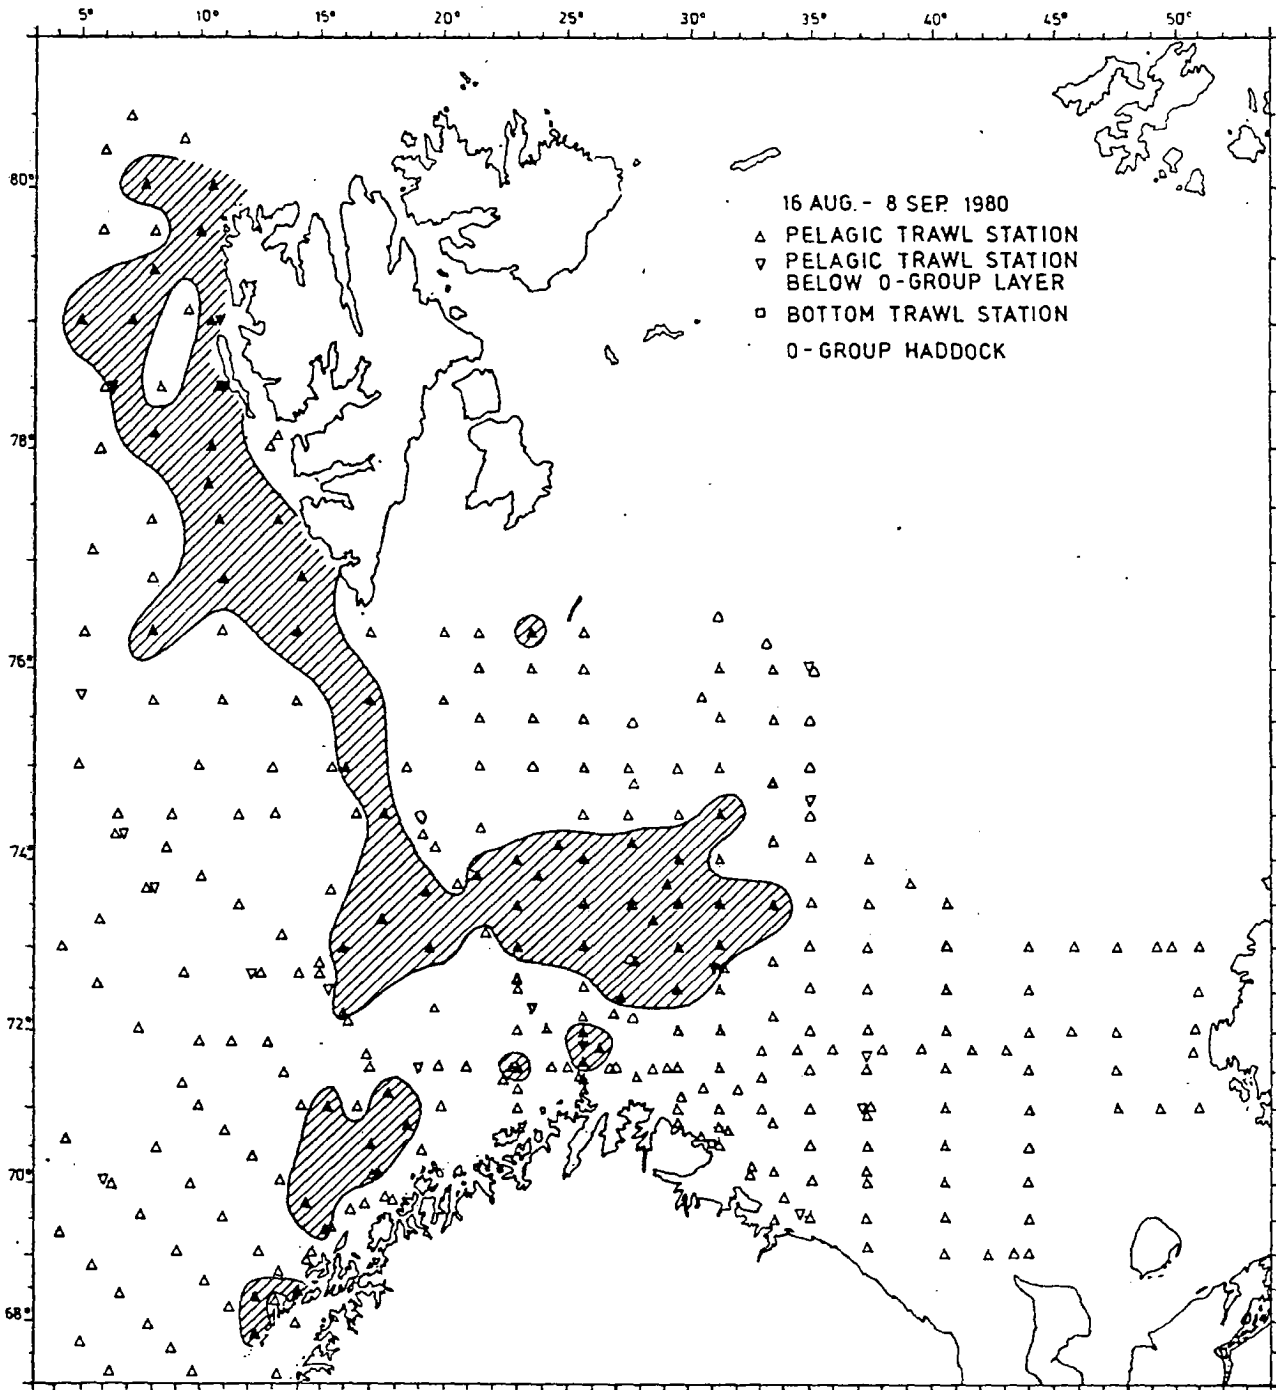 5° 10° 15° 20° 25° 30° 35° 40° 45° 50°
80°
16 AUG. - 8 SEP. 1980
△ PELAGIC TRAWL STATION
▽ PELAGIC TRAWL STATION
BELOW 0-GROUP LAYER
□ BOTTOM TRAWL STATION
0-GROUP HADDOCK
78°
76°
74°
72°
70°
68°